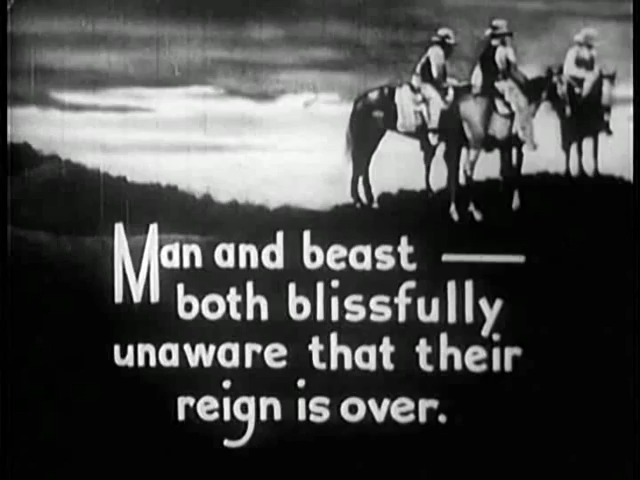 Man and beast —
both blissfully
unaware that their
reign is over.